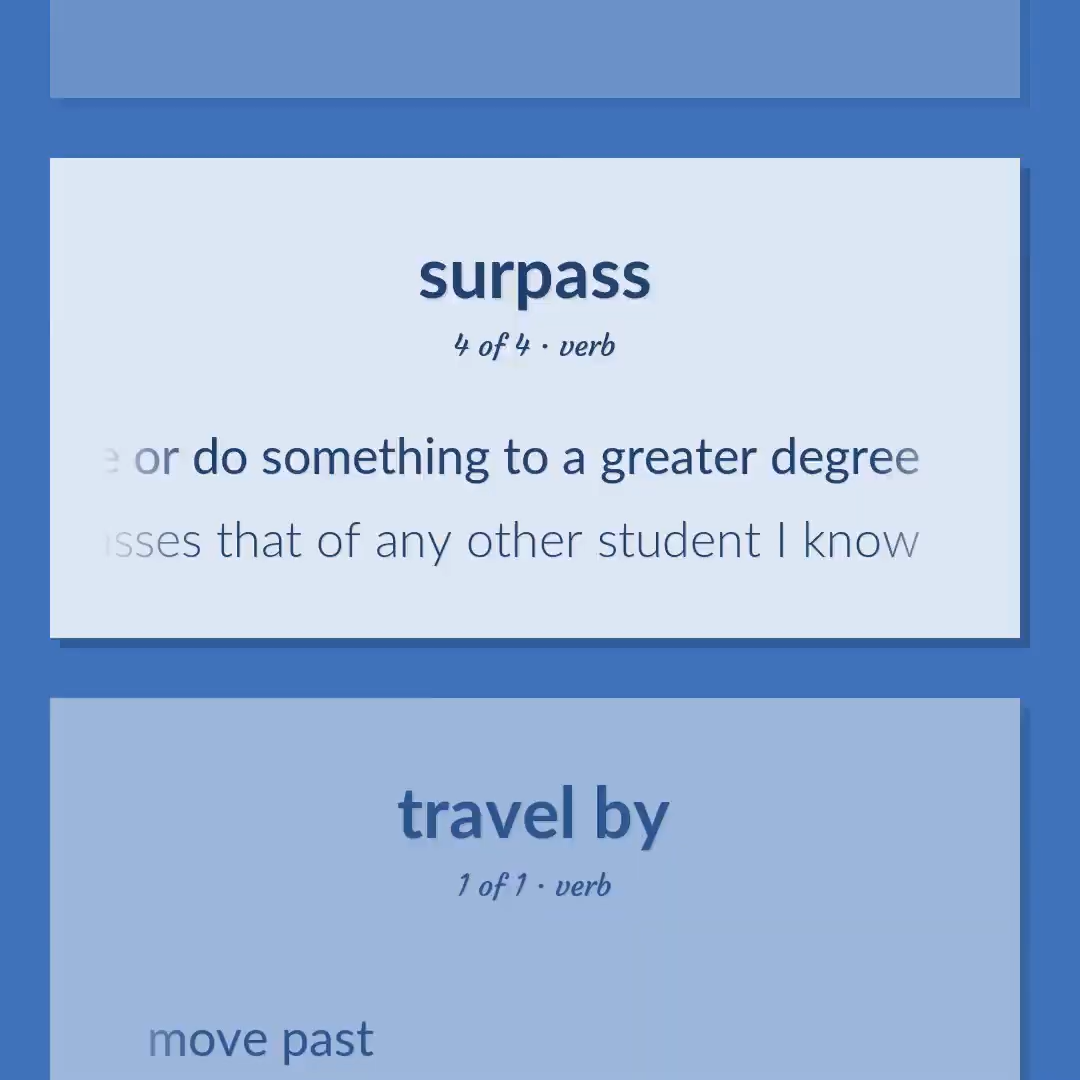 surpass
4 of 4 · verb
e or do something to a greater degree
sses that of any other student I know
travel by
1 of 1 · verb
move past